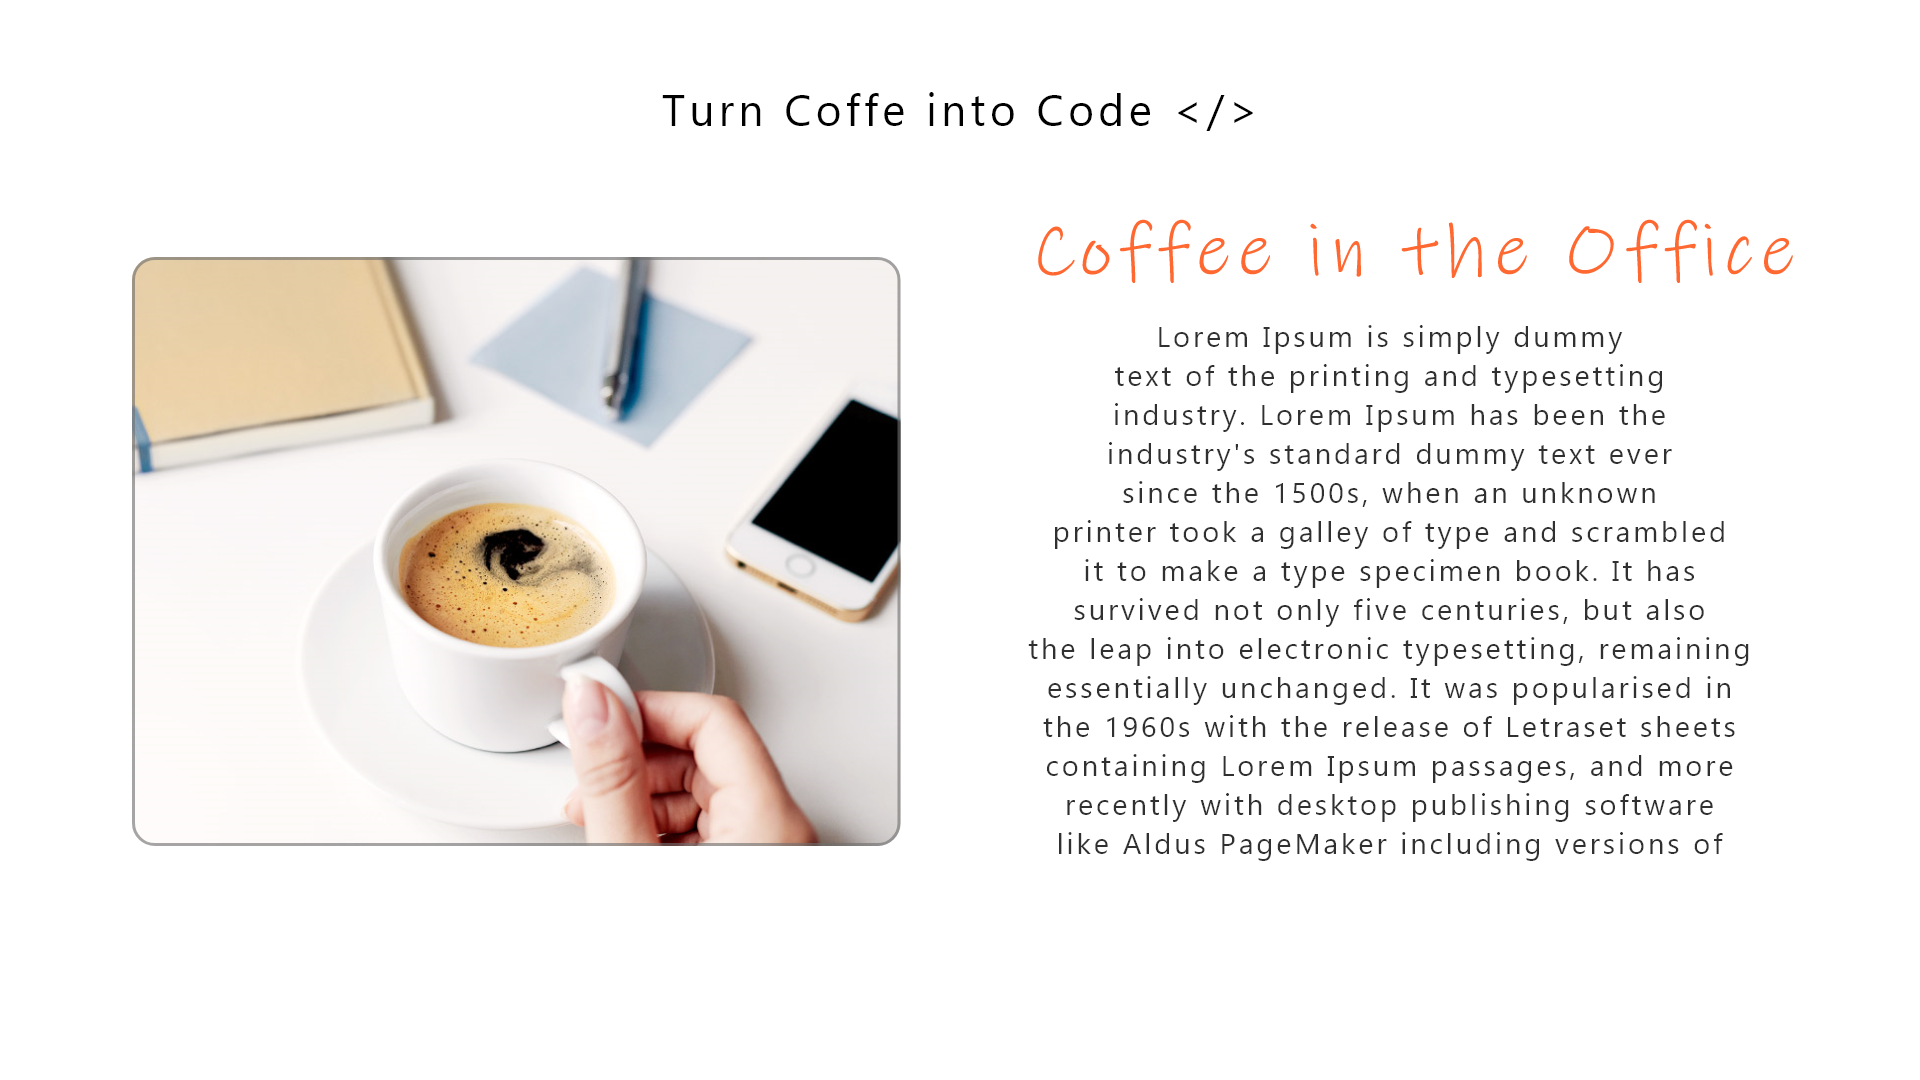 Turn Coffe into Code </>
Coffee in the Office
Lorem Ipsum is simply dummy
text of the printing and typesetting
industry. Lorem Ipsum has been the
industry's standard dummy text ever
since the 1500s, when an unknown
printer took a galley of type and scrambled
it to make a type specimen book. It has
survived not only five centuries, but also
the leap into electronic typesetting, remaining
essentially unchanged. It was popularised in
the 1960s with the release of Letraset sheets
containing Lorem Ipsum passages, and more
recently with desktop publishing software
like Aldus PageMaker including versions of